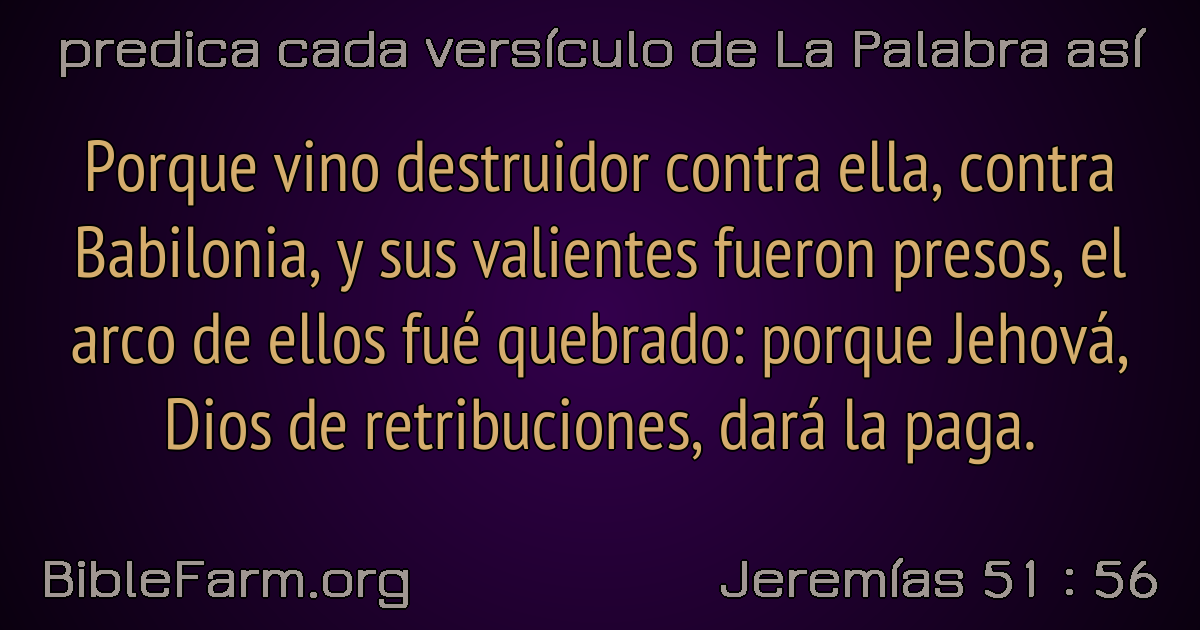 predica cada versículo de La Palabra así
Porque vino destruidor contra ella, contra
Babilonia, y sus valientes fueron presos, el
arco de ellos fué quebrado: porque Jehová,
Dios de retribuciones, dará la paga.
BibleFarm.org
Jeremías 51 : 56